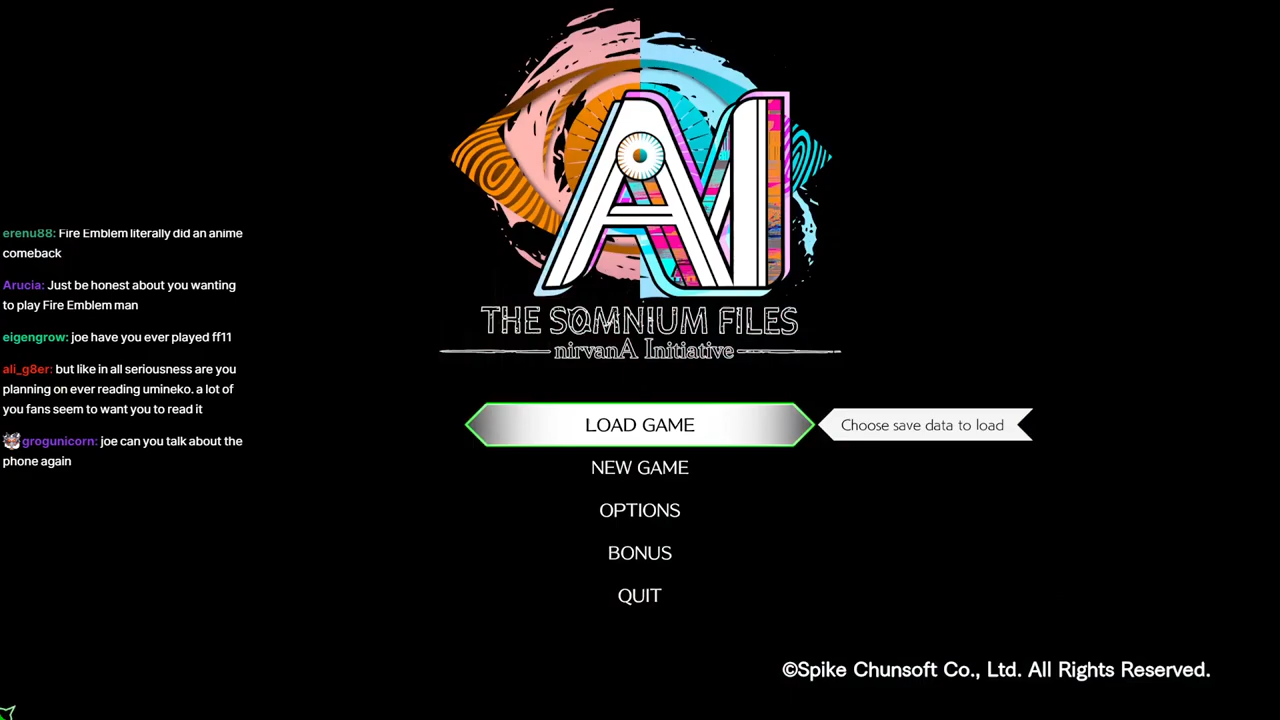 AI
THE SOMNIUM FILES
nirvanA Initiative
erenu88: Fire Emblem literally did an anime
comeback
Arucia: Just be honest about you wanting
to play Fire Emblem man
eigengrow: joe have you ever played ff11
ali_g8er: but like in all seriousness are you
planning on ever reading umineko. a lot of
you fans seem to want you to read it
grogunicorn: joe can you talk about the
phone again
LOAD GAME
Choose save data to load
NEW GAME
OPTIONS
BONUS
QUIT
©Spike Chunsoft Co., Ltd. All Rights Reserved.